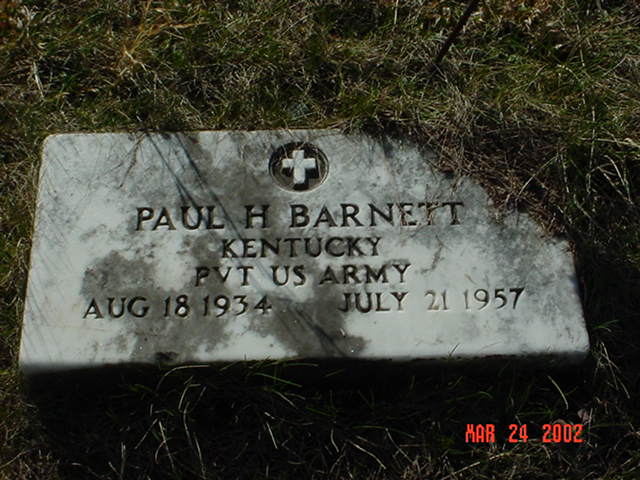 PAUL H BARNETT
KENTUCKY
PVT US ARMY
AUG 18 1934 JULY 21 1957
MAR 24 2002